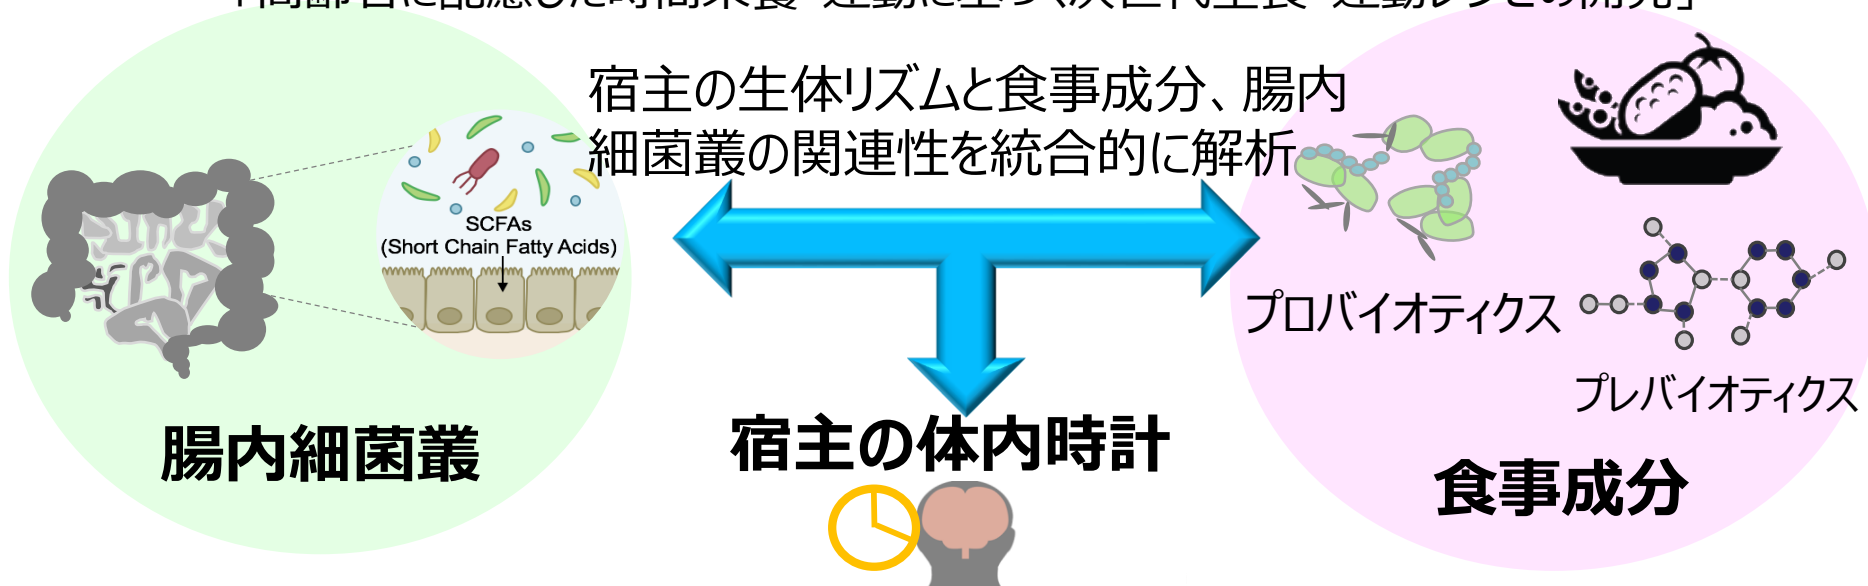 宿主の生体リズムと食事成分、腸内
細菌叢の関連性を統合的に解析
SCFAs
(Short Chain Fatty Acids)
腸内細菌叢
宿主の体内時計
プロバイオティクス
プレバイオティクス
食事成分